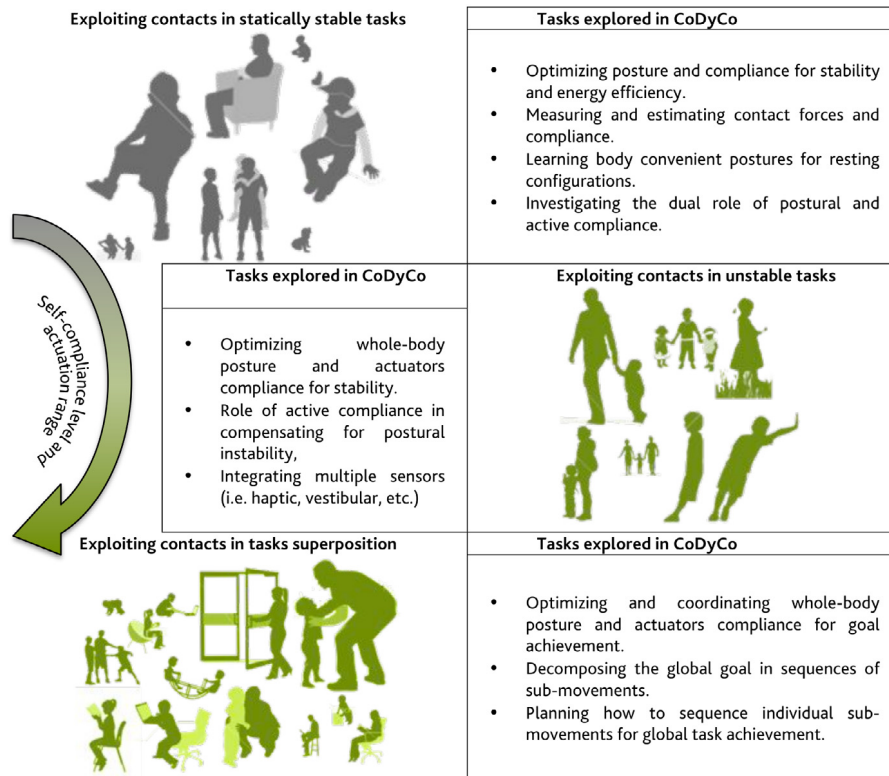 Exploiting contacts in statically stable tasks
Tasks explored in CoDyCo
• Optimizing posture and compliance for stability
and energy efficiency.
• Measuring and estimating contact forces and
compliance.
• Learning body convenient postures for resting
configurations.
• Investigating the dual role of postural and
active compliance.
Self-compliance level and
actuation range
Tasks explored in CoDyCo
• Optimizing whole-body
posture and actuators
compliance for stability.
• Role of active compliance in
compensating for postural
instability,
• Integrating multiple sensors
(i.e. haptic, vestibular, etc.)
Exploiting contacts in unstable tasks
Exploiting contacts in tasks superposition
Tasks explored in CoDyCo
• Optimizing and coordinating whole-body
posture and actuators compliance for goal
achievement.
• Decomposing the global goal in sequences of
sub-movements.
• Planning how to sequence individual sub-
movements for global task achievement.